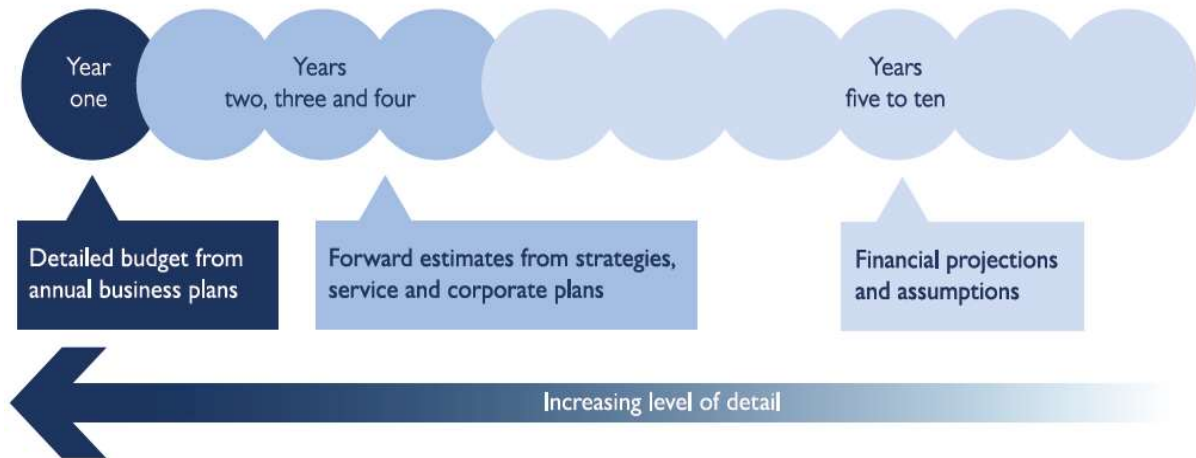 Year
one
Years
two, three and four
Years
five to ten
Detailed budget from
annual business plans
Forward estimates from strategies,
service and corporate plans
Financial projections
and assumptions
Increasing level of detail